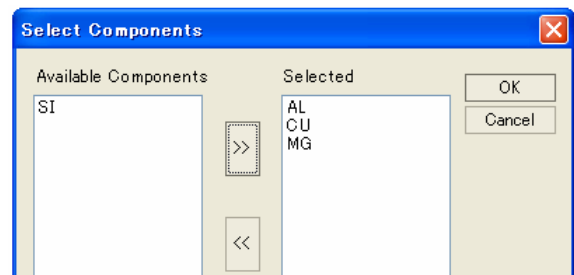 Select Components
Available Components
Selected
OK
Cancel
SI
AL
CU
MG
>>
<<